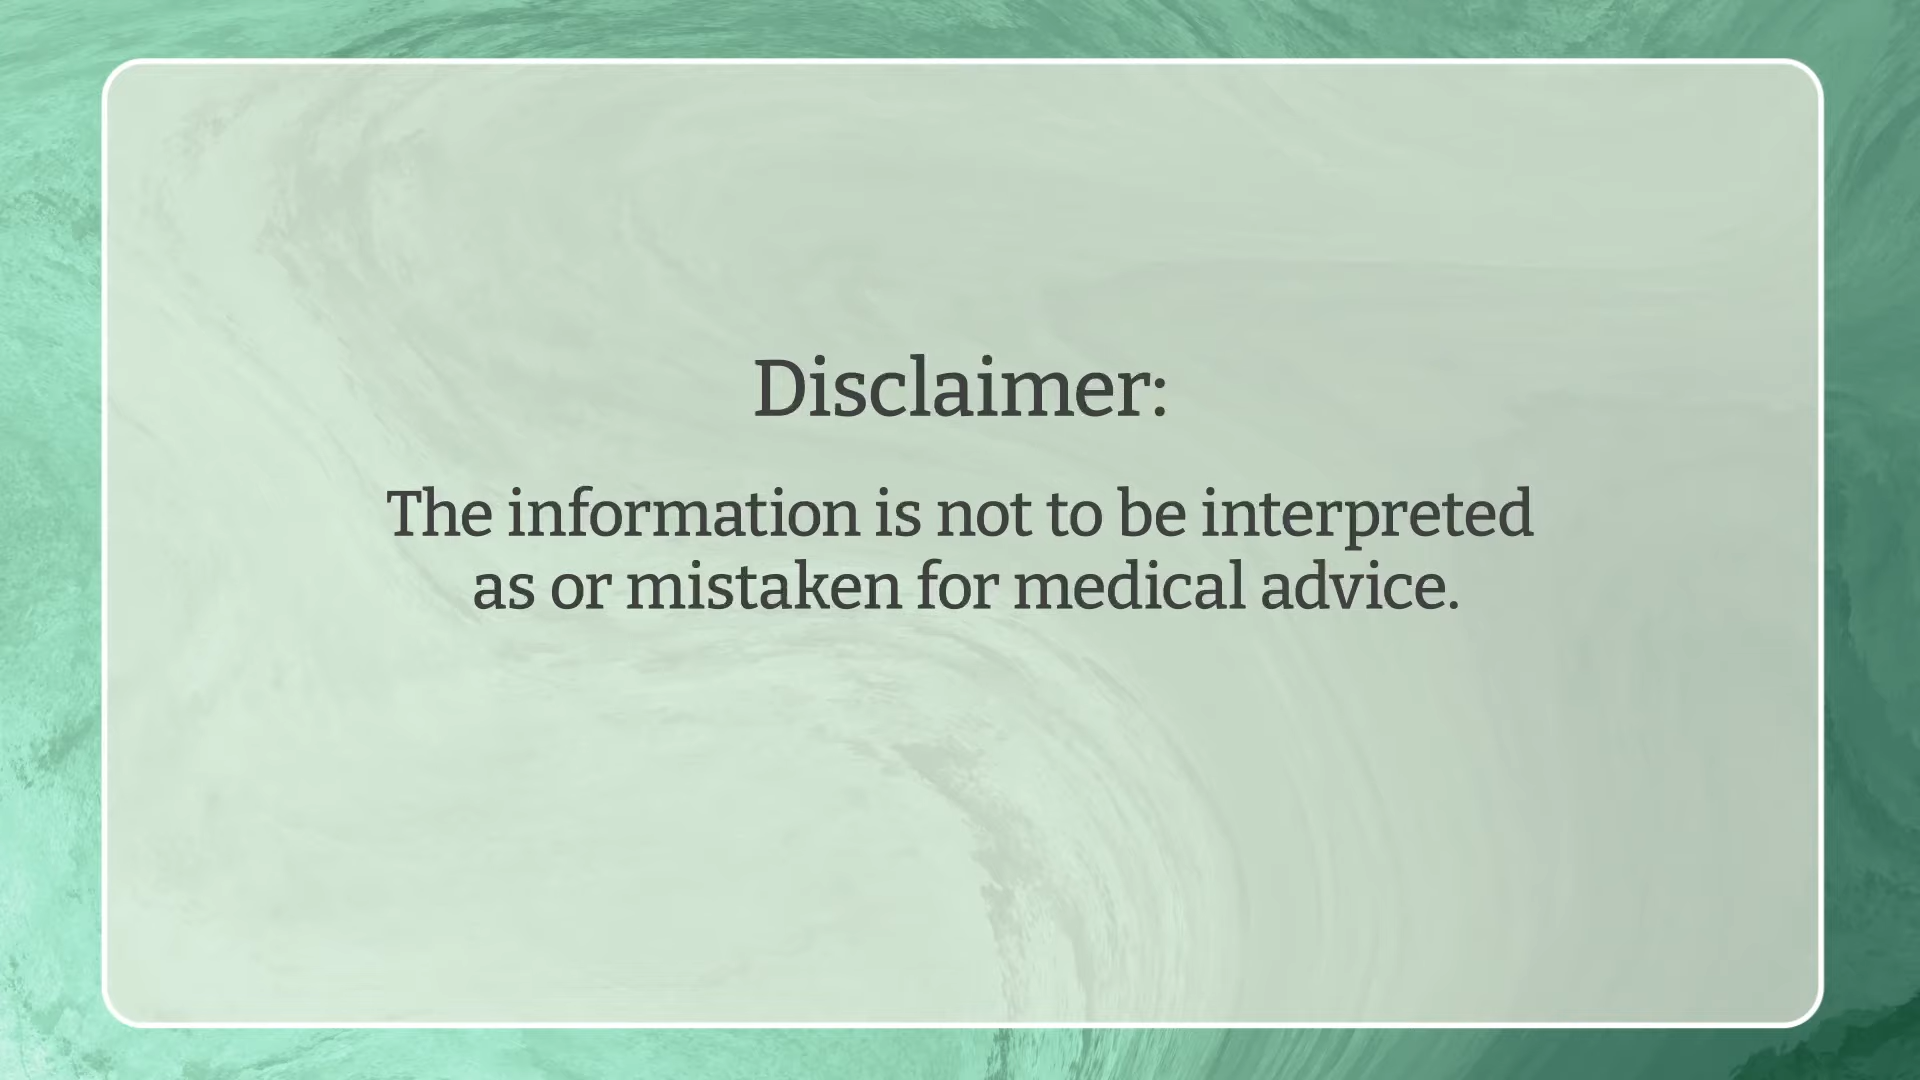 Disclaimer:
The information is not to be interpreted
as or mistaken for medical advice.